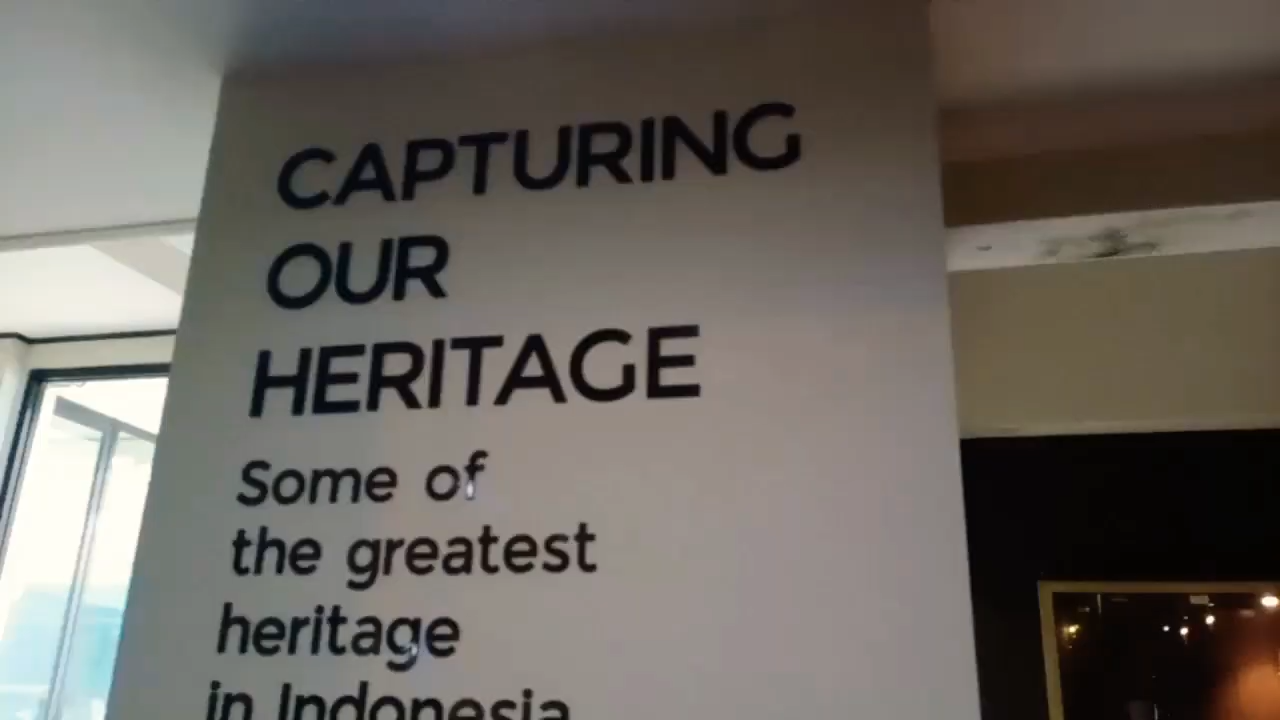 CAPTURING
OUR
HERITAGE
Some of
the greatest
heritage
in Indonesia